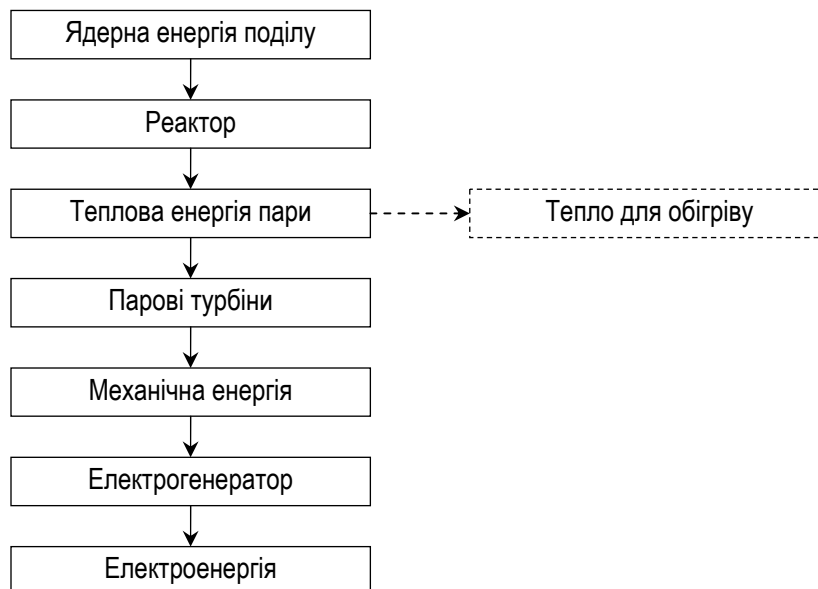 Ядерна енергія поділу
Реактор
Теплова енергія пари
Тепло для обігріву
Парові турбіни
Механічна енергія
Електрогенератор
Електроенергія